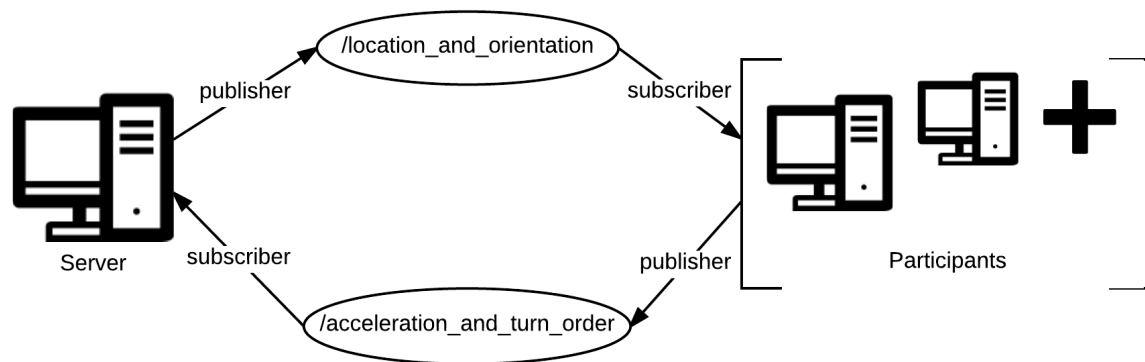 /location_and_orientation
publisher
subscriber
Server
subscriber
publisher
Participants
/acceleration_and_turn_order